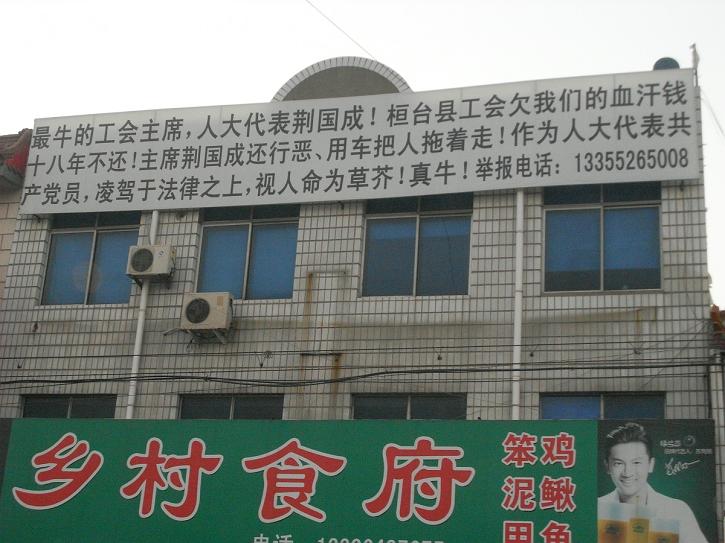 最牛的工会主席，人大代表荆国成！桓台县工会欠我们的血汗钱
十八年不还！主席荆国成还行恶、用车把人拖着走！作为人大代表共
产党员，凌驾于法律之上，视人命为草芥！真牛！举报电话：13355265008
乡村食府
笨鸡
泥鳅
甲鱼
电话